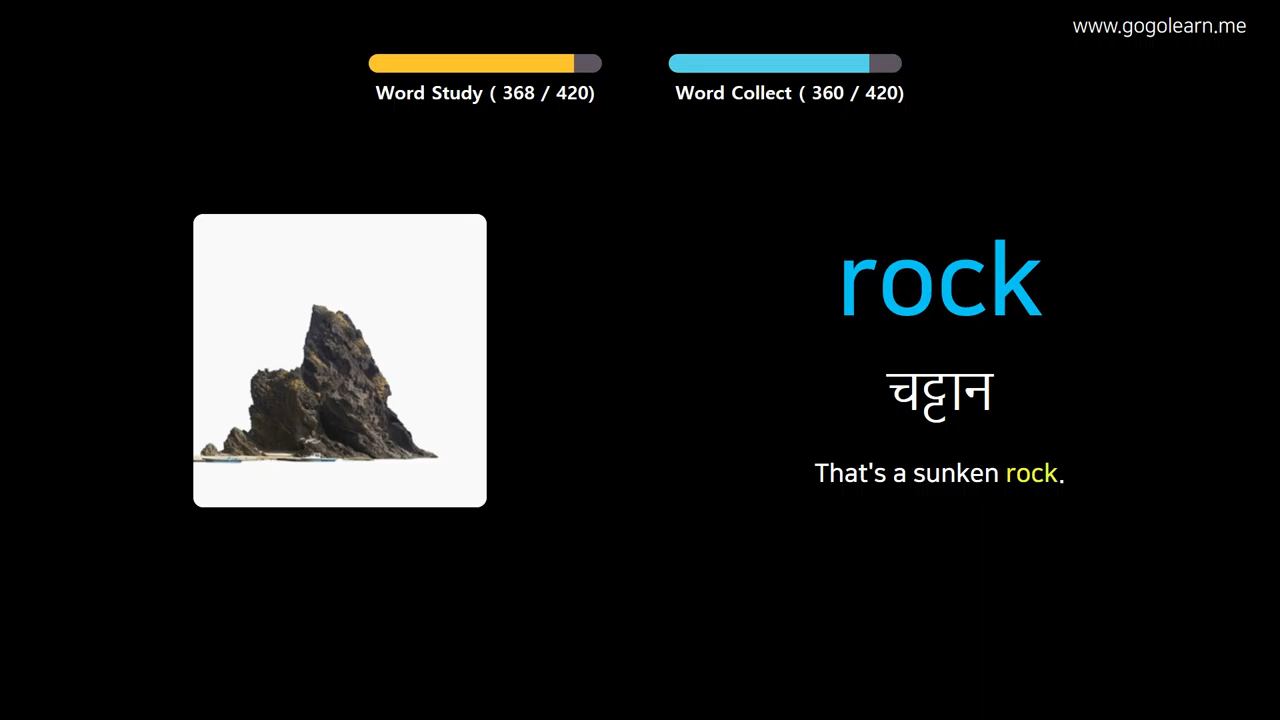 www.gogolearn.me
Word Study ( 368 / 420)
Word Collect ( 360 / 420)
rock
चट्टान
That's a sunken rock.